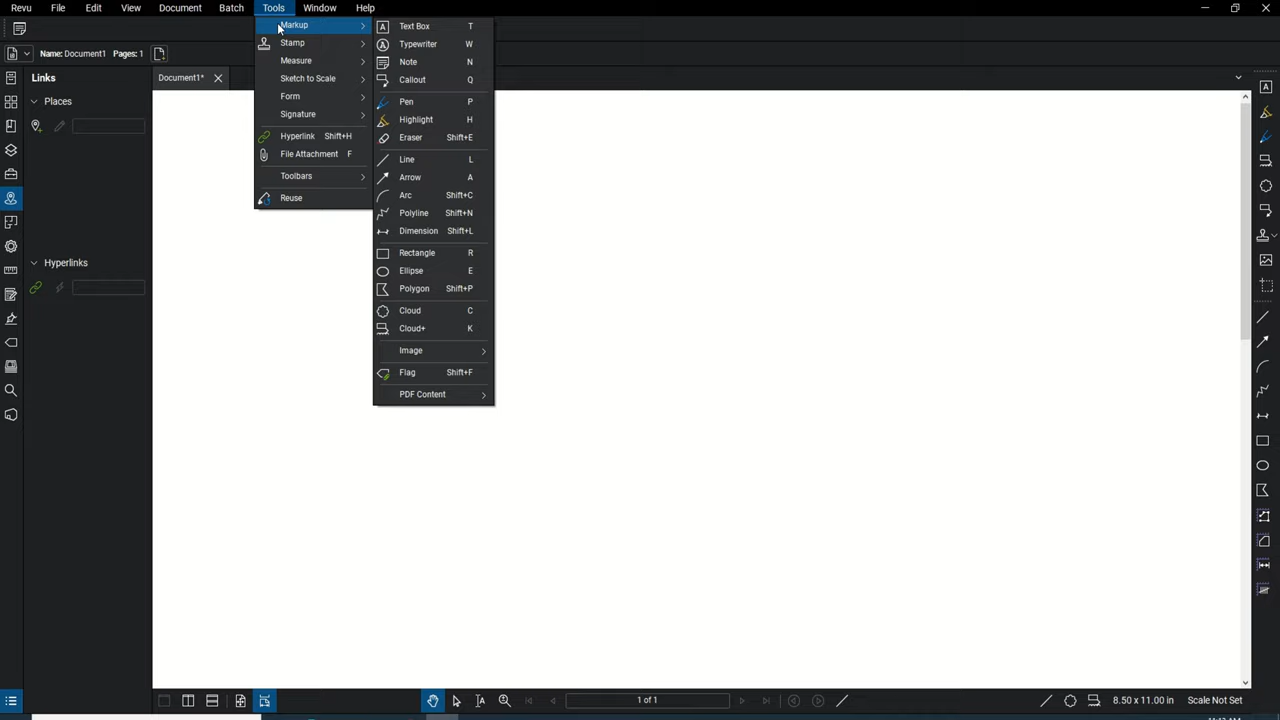 Revu File Edit View Document Batch Tools Window Help
Name: Document1 Pages: 1
Links
Document1*
Places
Hyperlinks
Markup
Stamp
Measure
Sketch to Scale
Form
Signature
Hyperlink Shift+H
File Attachment F
Toolbars
Reuse
Text Box T
Typewriter W
Note N
Callout Q
Pen P
Highlight H
Eraser Shift+E
Line L
Arrow A
Arc Shift+C
Polyline Shift+N
Dimension Shift+L
Rectangle R
Ellipse E
Polygon Shift+P
Cloud C
Cloud+ K
Image
Flag Shift+F
PDF Content
1 of 1
8.50 x 11.00 in Scale Not Set